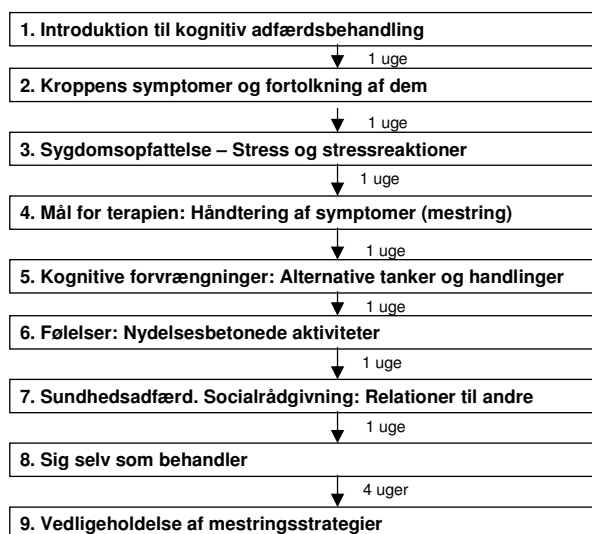 1. Introduktion til kognitiv adfærdsbehandling
1 uge
2. Kroppens symptomer og fortolkning af dem
1 uge
3. Sygdomsopfattelse – Stress og stressreaktioner
1 uge
4. Mål for terapien: Håndtering af symptomer (mestring)
1 uge
5. Kognitive forvrængninger: Alternative tanker og handlinger
1 uge
6. Følelser: Nydelsesbetonede aktiviteter
1 uge
7. Sundhedsadfærd. Socialrådgivning: Relationer til andre
1 uge
8. Sig selv som behandler
4 uger
9. Vedligeholdelse af mestringsstrategier